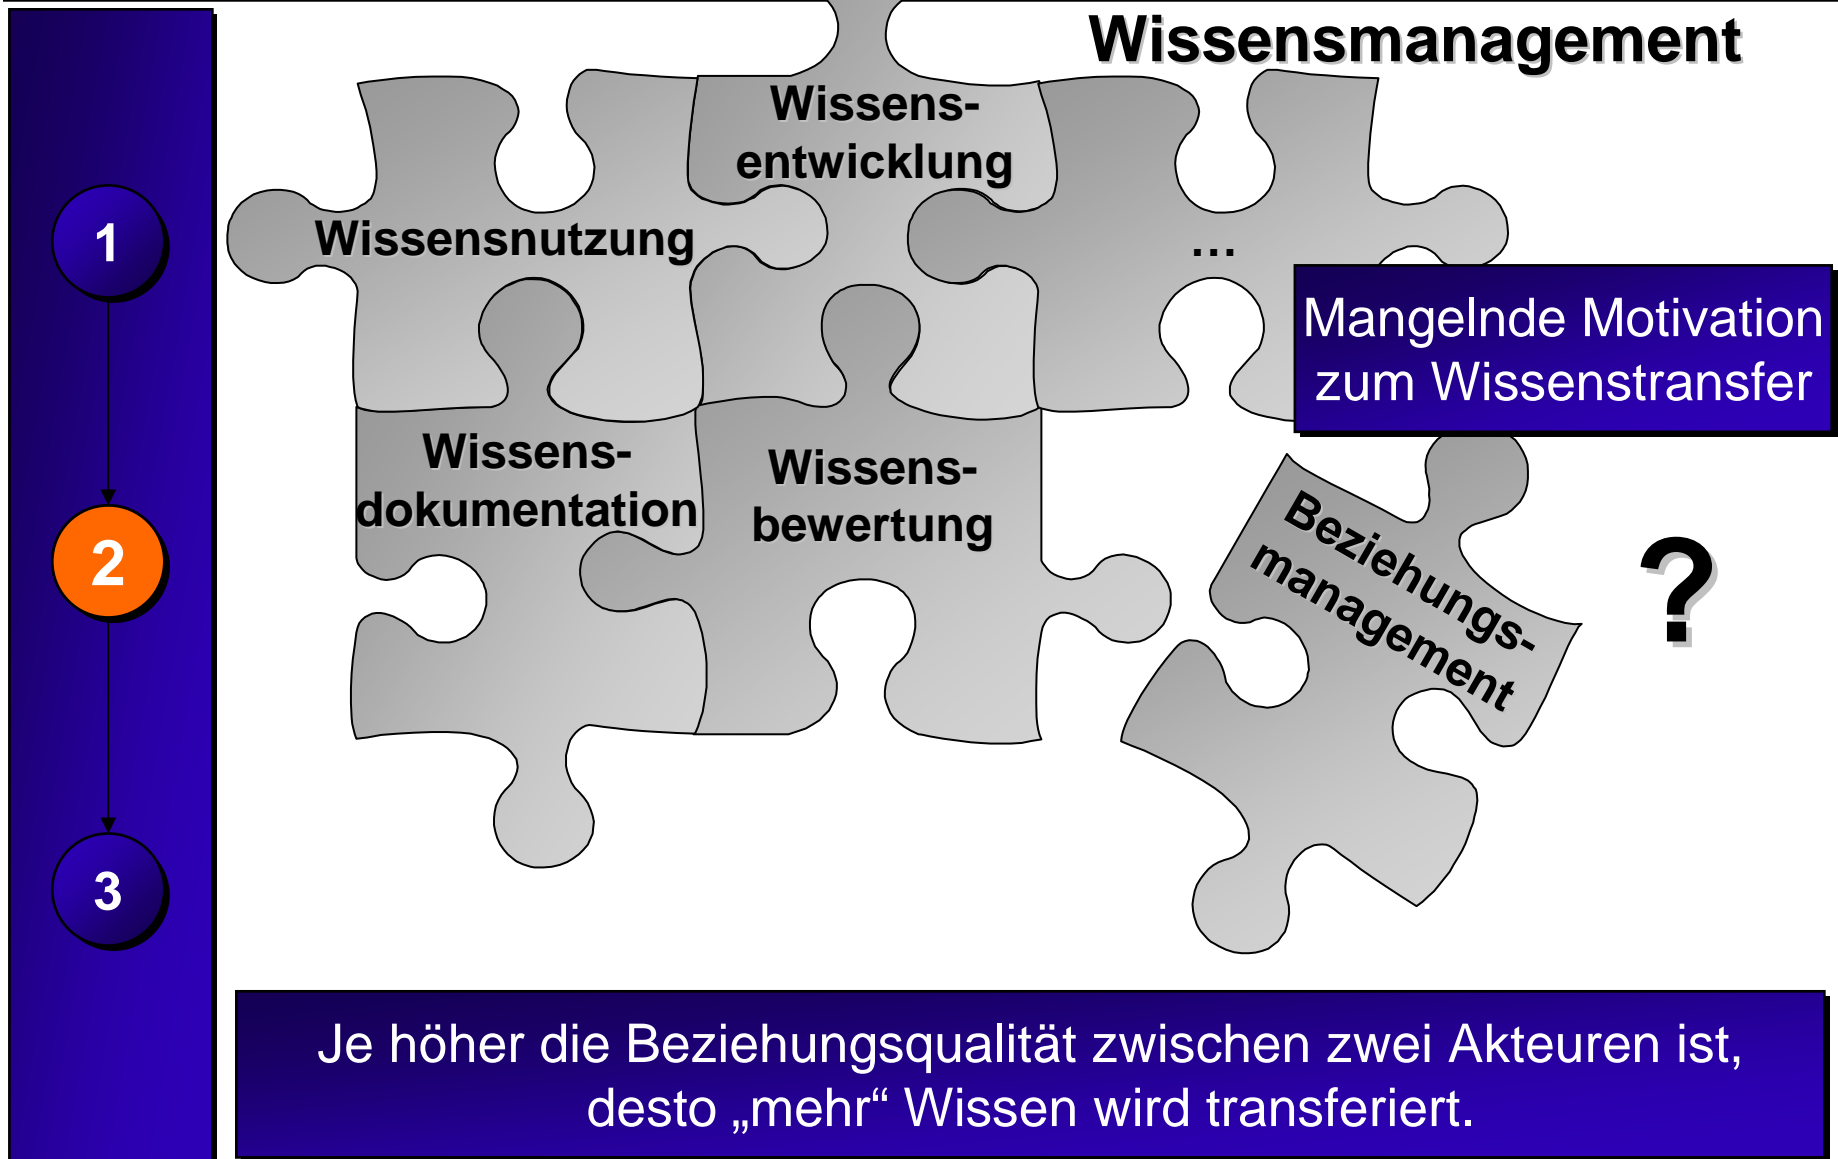 Wissensmanagement
Wissens-
entwicklung
Wissensnutzung
...
Mangelnde Motivation
zum Wissenstransfer
Wissens-
dokumentation
Wissens-
bewertung
Beziehungs-
management
?
1
2
3
Je höher die Beziehungsqualität zwischen zwei Akteuren ist,
desto „mehr“ Wissen wird transferiert.